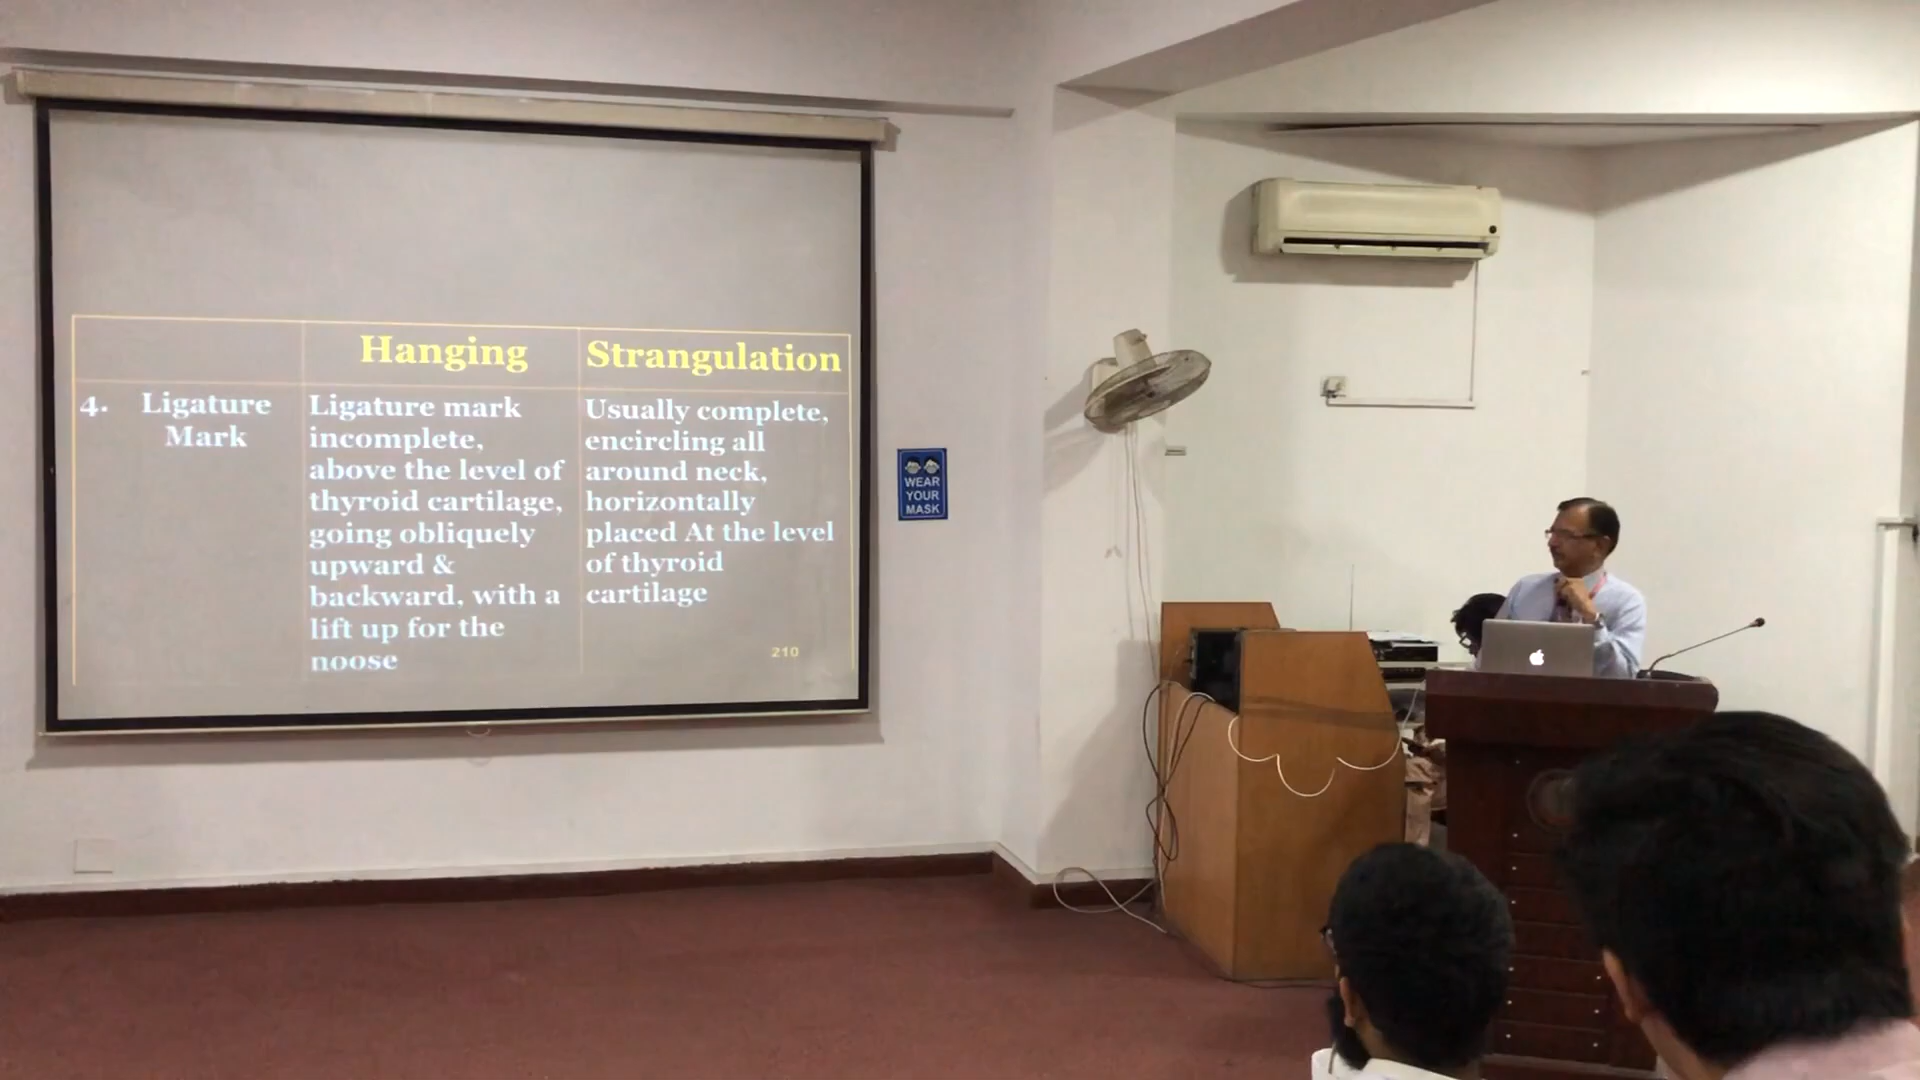 Hanging
Strangulation
4.
Ligature
Mark
Ligature mark
incomplete,
above the level of
thyroid cartilage,
going obliquely
upward &
backward, with a
lift up for the
noose
Usually complete,
encircling all
around neck,
horizontally
placed At the level
of thyroid
cartilage
210
WEAR
YOUR
MASK